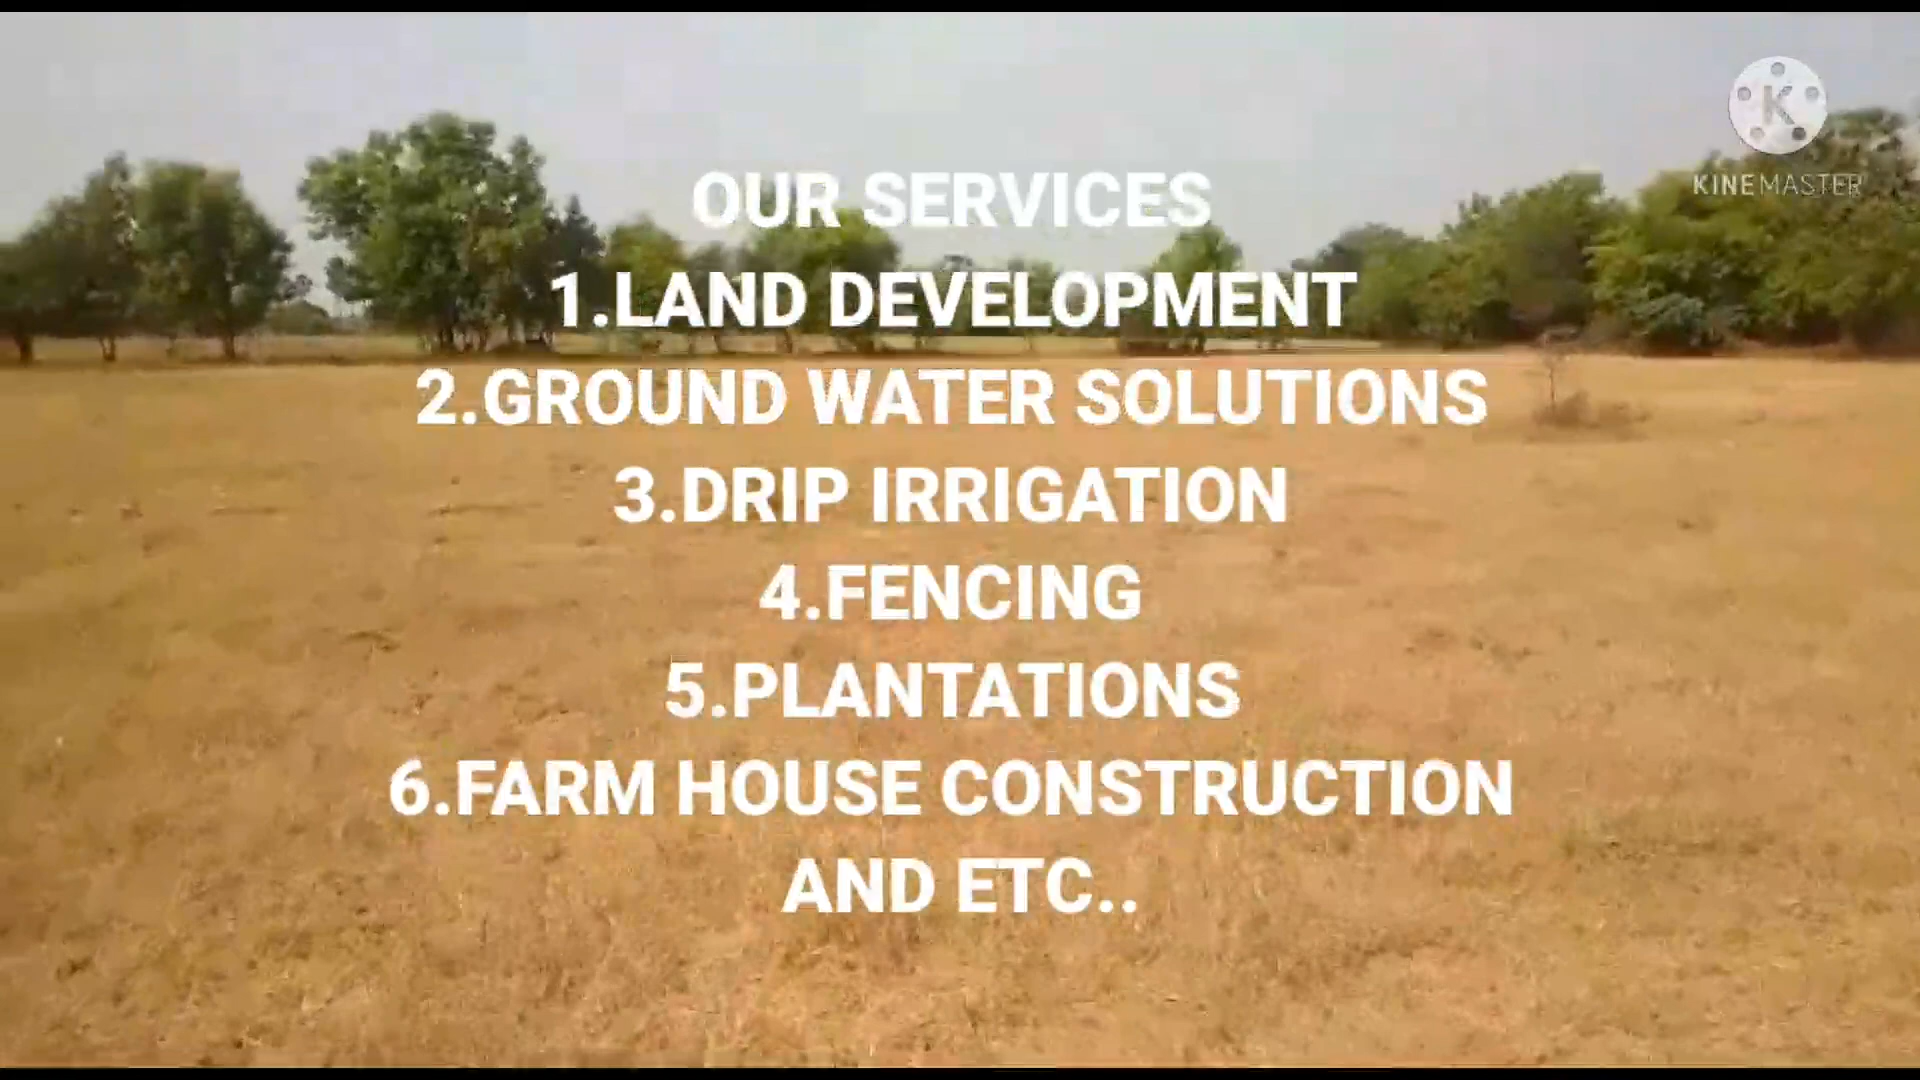 OUR SERVICES
1.LAND DEVELOPMENT
2.GROUND WATER SOLUTIONS
3.DRIP IRRIGATION
4.FENCING
5.PLANTATIONS
6.FARM HOUSE CONSTRUCTION
AND ETC..
K
KINEMASTER